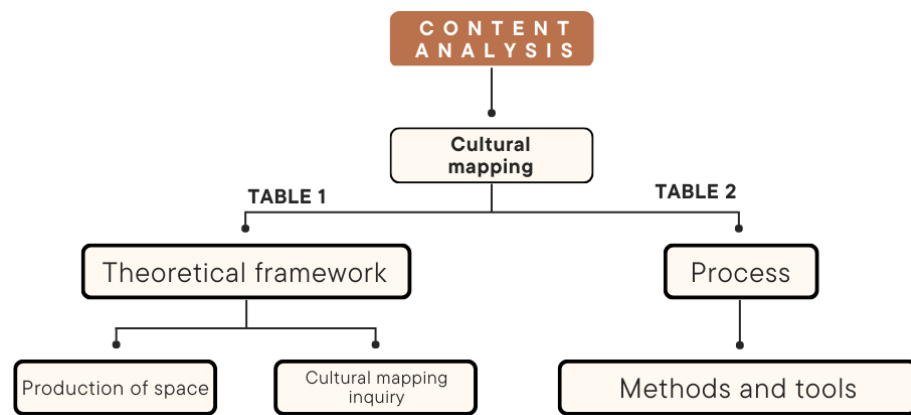 CONTENT
ANALYSIS
Cultural
mapping
TABLE 1
TABLE 2
Theoretical framework
Process
Production of space
Cultural mapping
inquiry
Methods and tools